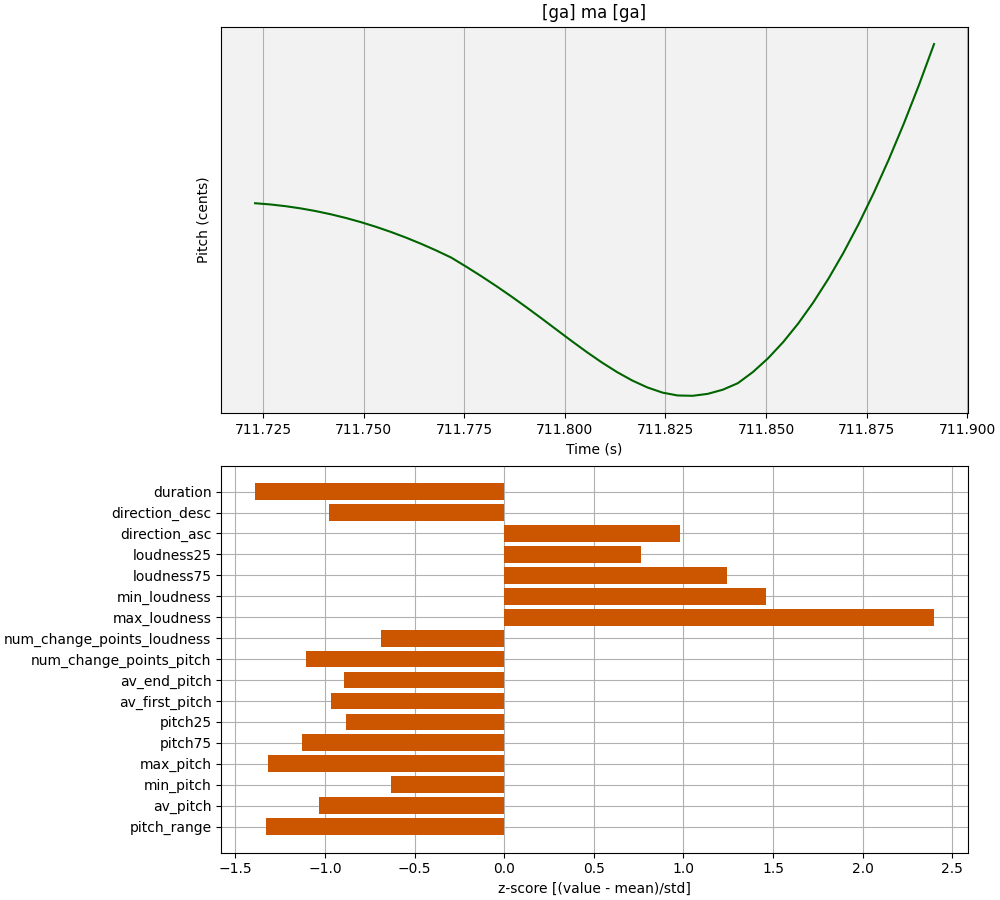 [ga] ma [ga]
Pitch (cents)
711.725 711.750 711.775 711.800 711.825 711.850 711.875 711.900
Time (s)
duration
direction_desc
direction_asc
loudness25
loudness75
min_loudness
max_loudness
num_change_points_loudness
num_change_points_pitch
av_end_pitch
av_first_pitch
pitch25
pitch75
max_pitch
min_pitch
av_pitch
pitch_range
−1.5 −1.0 −0.5 0.0 0.5 1.0 1.5 2.0 2.5
z-score [(value - mean)/std]